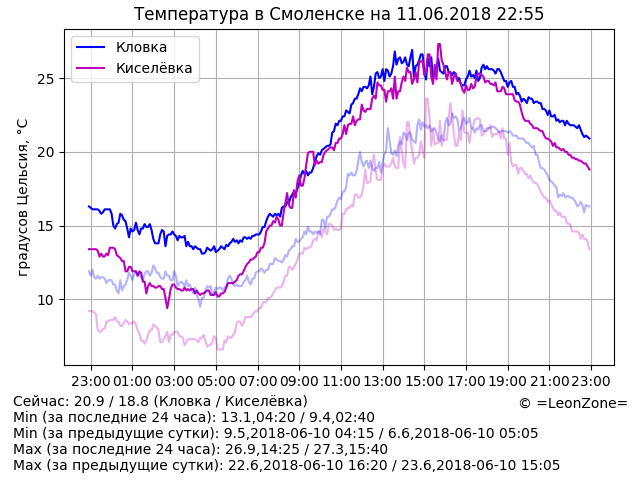 Температура в Смоленске на 11.06.2018 22:55
Кловка
Киселёвка
градусов Цельсия, °C
25
20
15
10
23:00 01:00 03:00 05:00 07:00 09:00 11:00 13:00 15:00 17:00 19:00 21:00 23:00
Сейчас: 20.9 / 18.8 (Кловка / Киселёвка)
© =LeonZone=
Min (за последние 24 часа): 13.1,04:20 / 9.4,02:40
Min (за предыдущие сутки): 9.5,2018-06-10 04:15 / 6.6,2018-06-10 05:05
Max (за последние 24 часа): 26.9,14:25 / 27.3,15:40
Max (за предыдущие сутки): 22.6,2018-06-10 16:20 / 23.6,2018-06-10 15:05